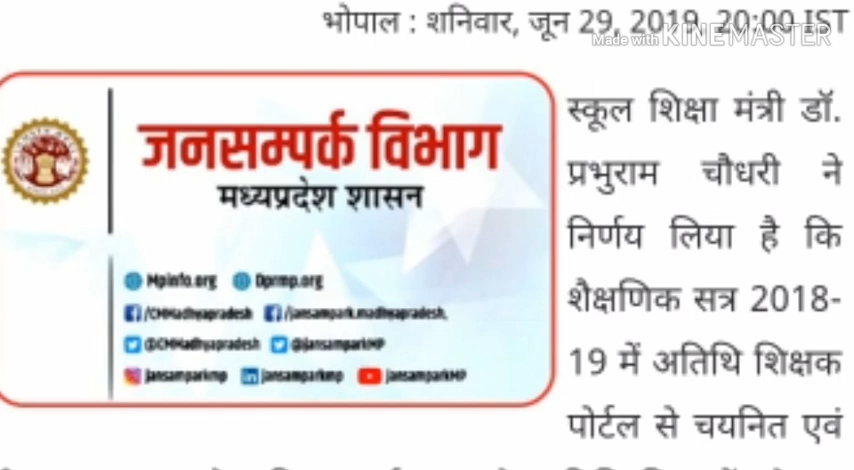 भोपाल : शनिवार, जून 29, 2019, 20:00 IST
Made with KINEMASTER
जनसम्पर्क विभाग
मध्यप्रदेश शासन
Mpinfo.org Dprmp.org
/CMMadhyapradesh /jansampark.madhyapradesh,
@CMMadhyapradesh @jansamparkMP
jansamparkmp jansamparkmp jansamparkMP
स्कूल शिक्षा मंत्री डॉ.
प्रभुराम चौधरी ने
निर्णय लिया है कि
शैक्षणिक सत्र 2018-
19 में अतिथि शिक्षक
पोर्टल से चयनित एवं